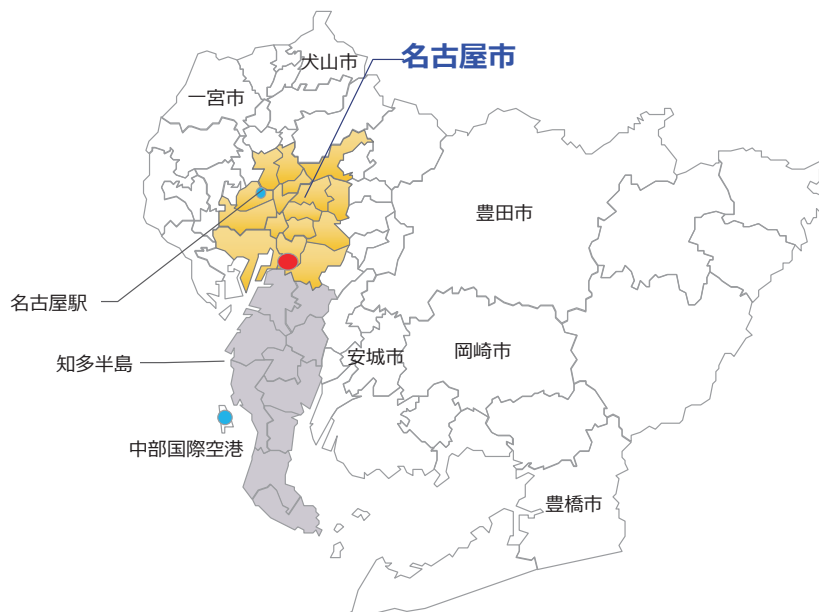 犬山市
名古屋市
一宮市
豊田市
名古屋駅
知多半島
安城市
岡崎市
中部国際空港
豊橋市